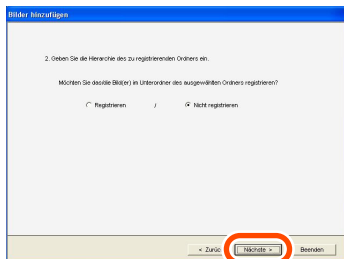 Bilder hinzufügen
2. Geben Sie die Hierarchie des zu registrierenden Ordners ein.
Möchten Sie das/die Bild(er) im Unterordner des ausgewählten Ordners registrieren?
Registrieren / Nicht registrieren
< Zurüc Nächste > Beenden